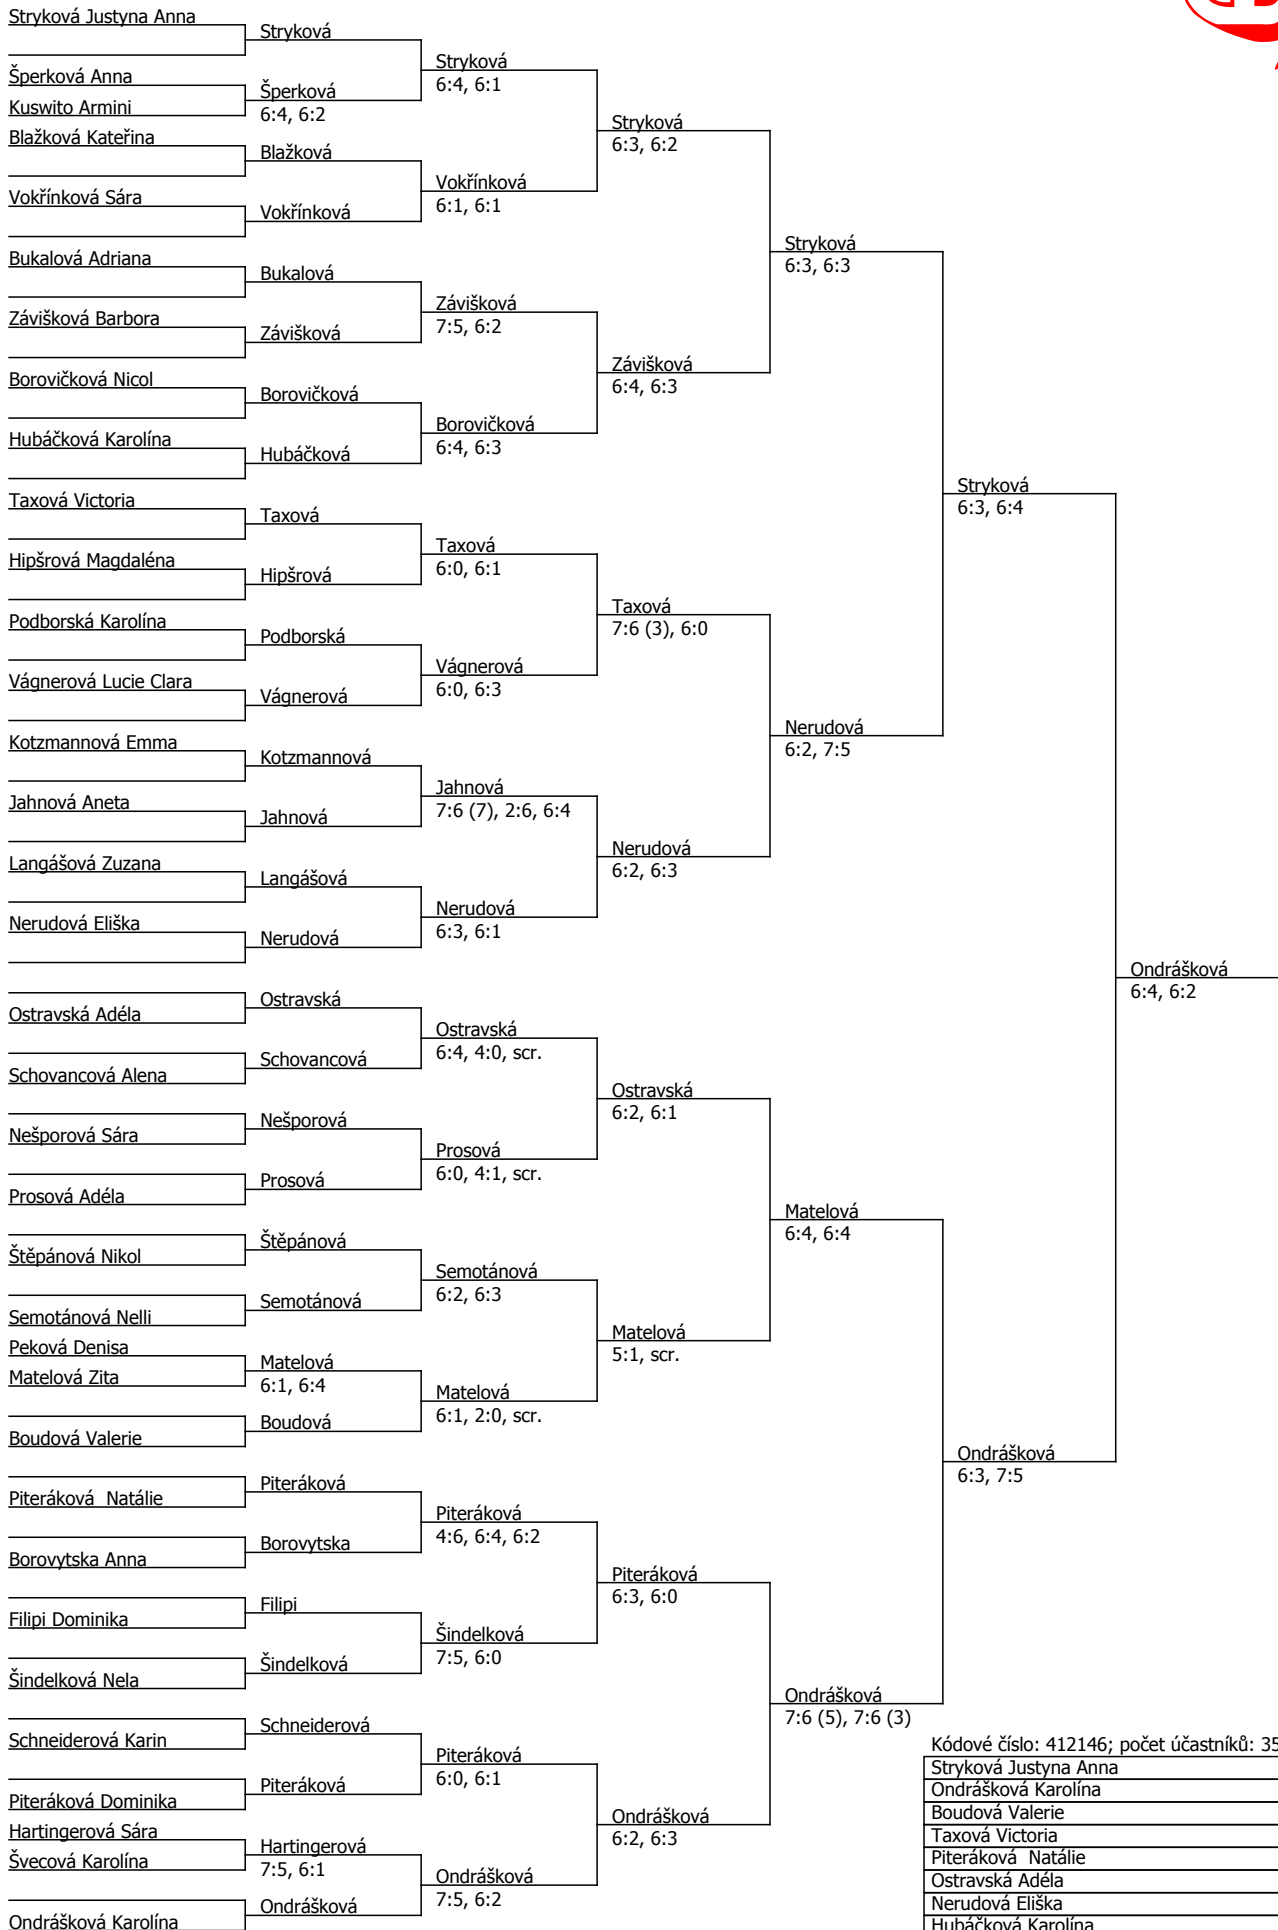 Stryková Justyna Anna
Šperková Anna
Kuswito Armini
Blažková Kateřina
Vokřínková Sára
Bukalová Adriana
Závišková Barbora
Borovičková Nicol
Hubáčková Karolína
Taxová Victoria
Hipšrová Magdaléna
Podborská Karolína
Vágnerová Lucie Clara
Kotzmannová Emma
Jahnová Aneta
Langášová Zuzana
Nerudová Eliška
Ostravská Adéla
Schovancová Alena
Nešporová Sára
Prosová Adéla
Štěpánová Nikol
Semotánová Nelli
Peková Denisa
Matelová Zita
Boudová Valerie
Piteráková  Natálie
Borovytska Anna
Filipi Dominika
Šindelková Nela
Schneiderová Karin
Piteráková Dominika
Hartingerová Sára
Švecová Karolína
Ondrášková Karolína
Stryková
Šperková
6:4, 6:2
Blažková
Vokřínková
Bukalová
Závišková
Borovičková
Hubáčková
Taxová
Hipšrová
Podborská
Vágnerová
Kotzmannová
Jahnová
Langášová
Nerudová
Ostravská
Schovancová
Nešporová
Prosová
Štěpánová
Semotánová
Matelová
6:1, 6:4
Boudová
Piteráková
Borovytska
Filipi
Šindelková
Schneiderová
Piteráková
Hartingerová
7:5, 6:1
Ondrášková
Stryková
6:4, 6:1
Vokřínková
6:1, 6:1
Závišková
7:5, 6:2
Borovičková
6:4, 6:3
Taxová
6:0, 6:1
Vágnerová
6:0, 6:3
Jahnová
7:6 (7), 2:6, 6:4
Nerudová
6:3, 6:1
Ostravská
6:4, 4:0, scr.
Prosová
6:0, 4:1, scr.
Semotánová
6:2, 6:3
Matelová
6:1, 2:0, scr.
Piteráková
4:6, 6:4, 6:2
Šindelková
7:5, 6:0
Piteráková
6:0, 6:1
Ondrášková
7:5, 6:2
Stryková
6:3, 6:2
Závišková
6:4, 6:3
Taxová
7:6 (3), 6:0
Nerudová
6:2, 6:3
Ostravská
6:2, 6:1
Matelová
5:1, scr.
Piteráková
6:3, 6:0
Ondrášková
6:2, 6:3
Stryková
6:3, 6:3
Nerudová
6:2, 7:5
Matelová
6:4, 6:4
Ondrášková
7:6 (5), 7:6 (3)
Stryková
6:3, 6:4
Ondrášková
6:3, 7:5
Ondrášková
6:4, 6:2
Kódové číslo: 412146; počet účastníků: 35
Stryková Justyna Anna
Ondrášková Karolína
Boudová Valerie
Taxová Victoria
Piteráková  Natálie
Ostravská Adéla
Nerudová Eliška
Hubáčková Karolína